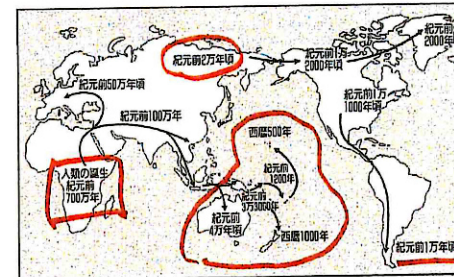 紀元前2万年頃
紀元前1万
2000年頃
2000年頃
紀元前50万年頃
紀元前100万年
紀元前1万
1000年頃
西暦500年
人類の誕生
紀元前
700万年
紀元前
1200年
紀元前
3万3000年
紀元前
4万年頃
西暦1000年
紀元前1万年頃